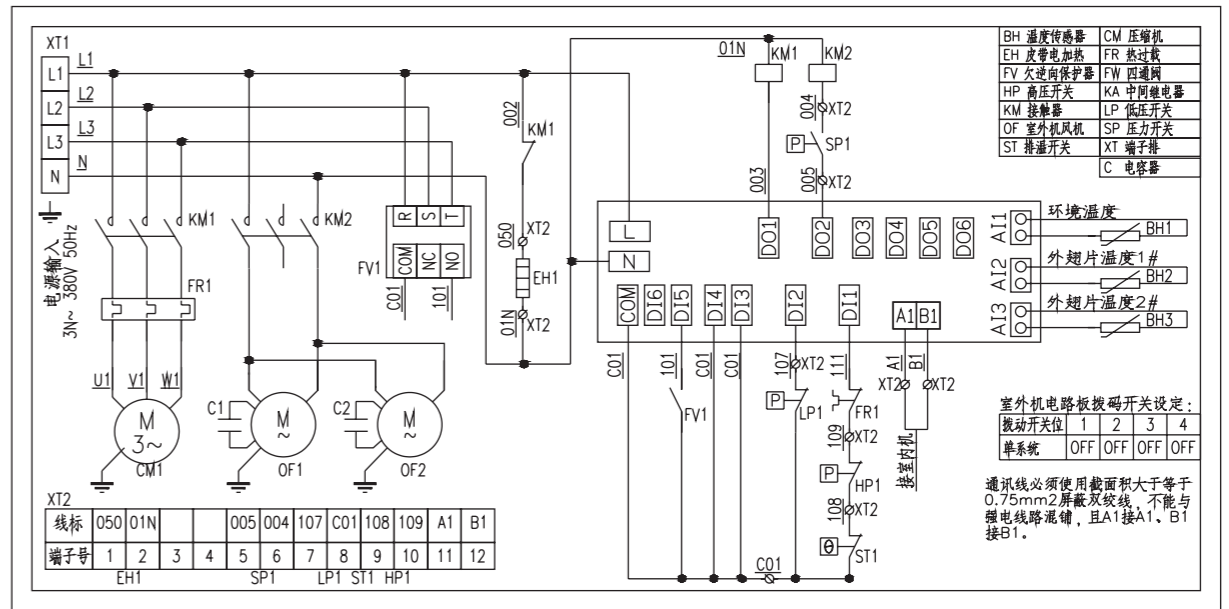 XT1
L1
L1
L2
L2
L3
L3
N
N
电源输入
3N~ 380V 50Hz
KM1
FR1
U1 V1 W1
M
3~
CM1
KM2
C1
M
~
OF1
C2
M
~
OF2
R S T
COM NC NO
FV1
C01
101
002
KM1
050
XT2
EH1
01N
XT2
01N
KM1
KM2
003
004
XT2
P
SP1
005
XT2
L
N
DO1 DO2 DO3 DO4 DO5 DO6
COM DI6 DI5 DI4 DI3 DI2 DI1
A1 B1
AI1
环境温度
BH1
AI2
外翅片温度1#
BH2
AI3
外翅片温度2#
BH3
C01
101
C01
C01
107
XT2
111
A1
B1
XT2
XT2
FV1
P
LP1
FR1
109
XT2
P
HP1
108
XT2
θ
ST1
C01
接室内机
BH 温度传感器 CM 压缩机
EH 皮带电加热 FR 热过载
FV 欠逆向保护器 FW 四通阀
HP 高压开关 KA 中间继电器
KM 接触器 LP 低压开关
OF 室外机风机 SP 压力开关
ST 排温开关 XT 端子排
C 电容器
室外机电路板拨码开关设定：
拨动开关位 1 2 3 4
单系统 OFF OFF OFF OFF
通讯线必须使用截面积大于等于
0.75mm2屏蔽双绞线，不能与
强电线路混铺，且A1接A1、B1
接B1。
XT2
线标 050 01N 005 004 107 C01 108 109 A1 B1
端子号 1 2 3 4 5 6 7 8 9 10 11 12
EH1 SP1 LP1 ST1 HP1